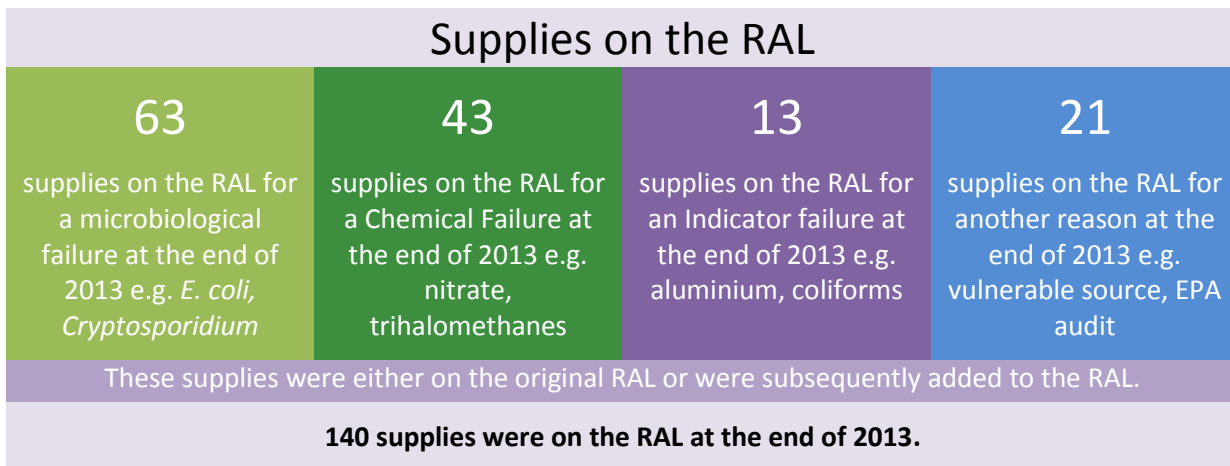 Supplies on the RAL
63
supplies on the RAL for
a microbiological
failure at the end of
2013 e.g. E. coli,
Cryptosporidium
43
supplies on the RAL for
a Chemical Failure at
the end of 2013 e.g.
nitrate,
trihalomethanes
13
supplies on the RAL for
an Indicator failure at
the end of 2013 e.g.
aluminium, coliforms
21
supplies on the RAL for
another reason at the
end of 2013 e.g.
vulnerable source, EPA
audit
These supplies were either on the original RAL or were subsequently added to the RAL.
140 supplies were on the RAL at the end of 2013.